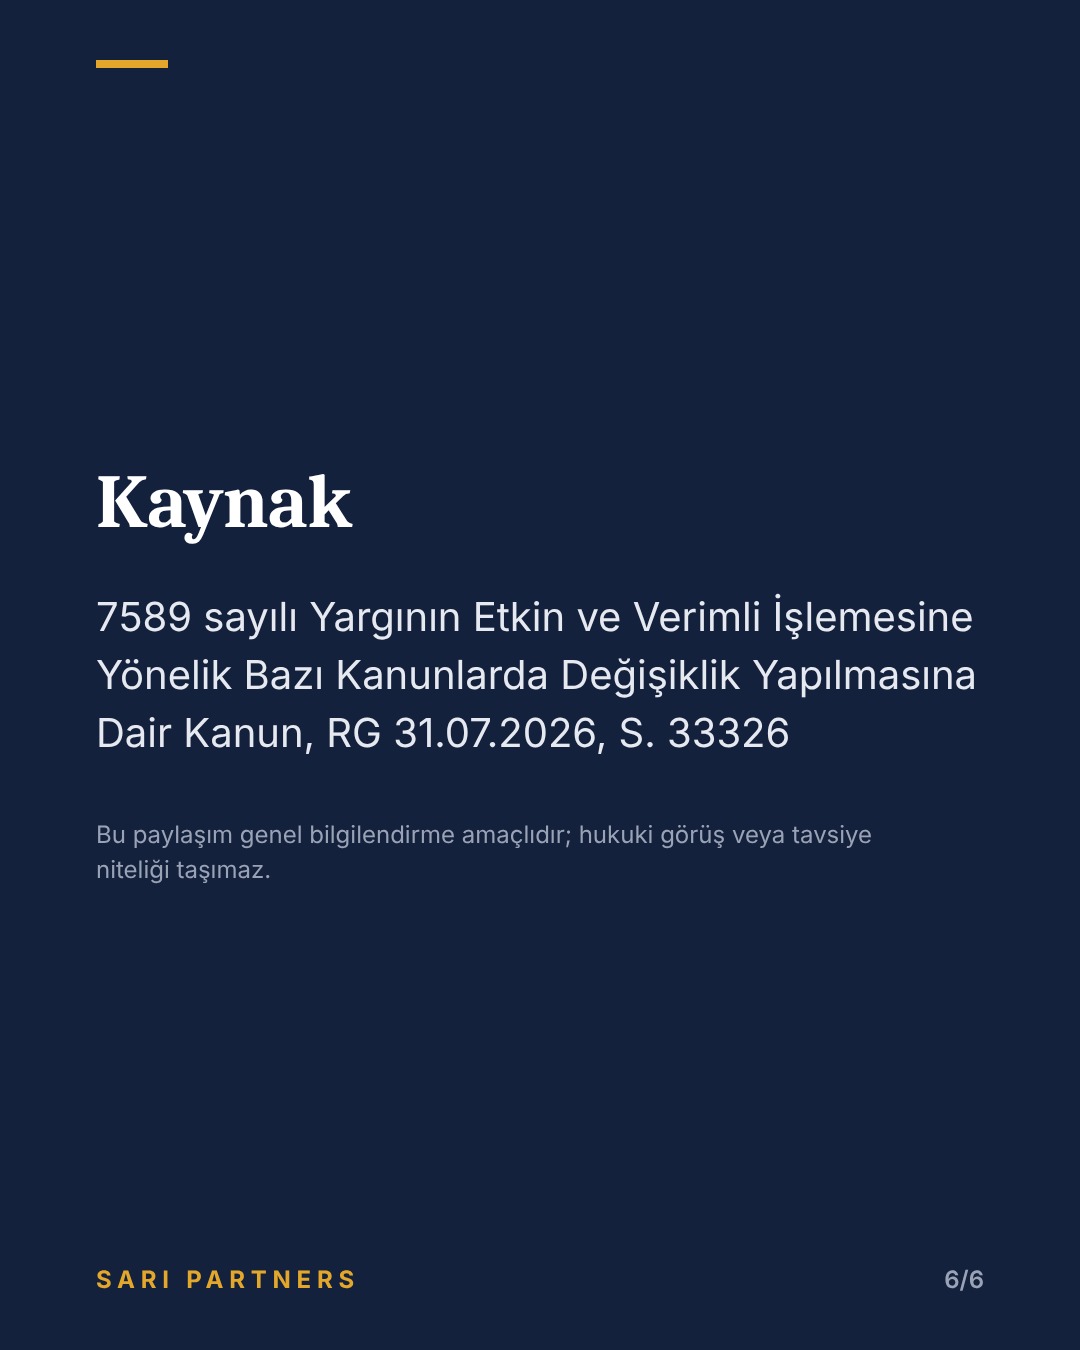 Kaynak
7589 sayılı Yargının Etkin ve Verimli İşlemesine
Yönelik Bazı Kanunlarda Değişiklik Yapılmasına
Dair Kanun, RG 31.07.2026, S. 33326
Bu paylaşım genel bilgilendirme amaçlıdır; hukuki görüş veya tavsiye
niteliği taşımaz.
SARI PARTNERS
6/6